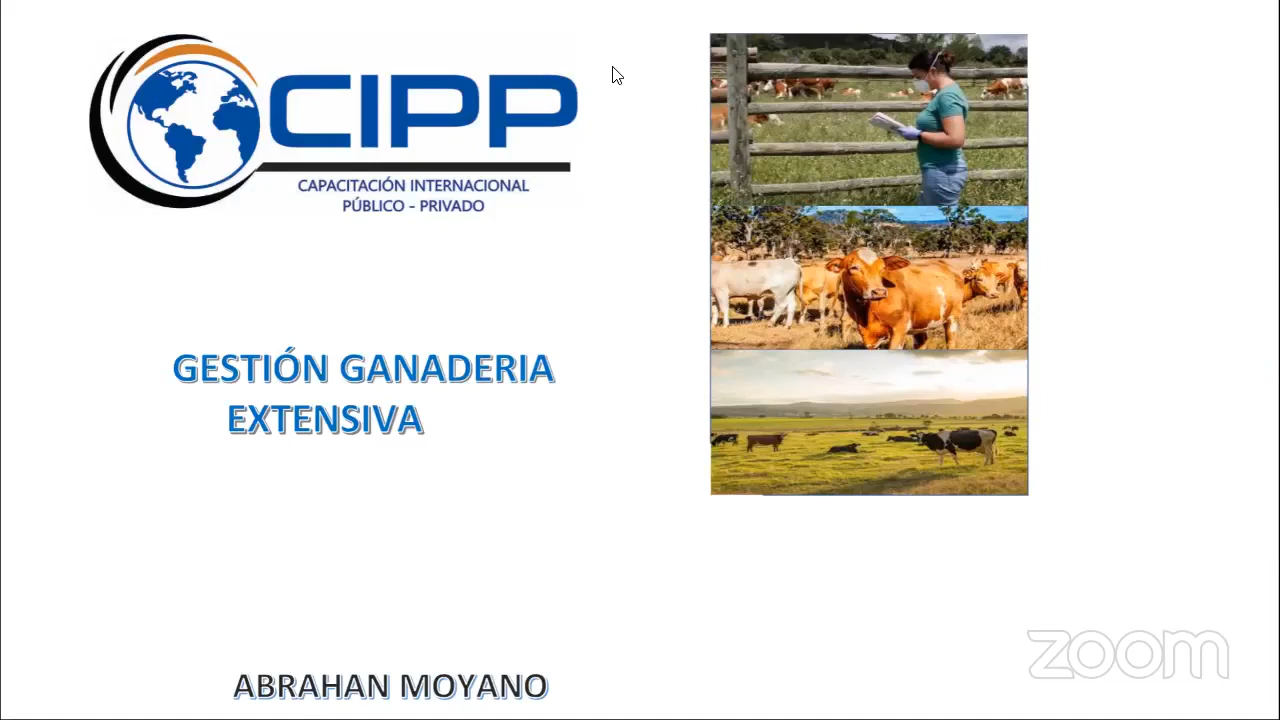 CIPP
CAPACITACIÓN INTERNACIONAL
PÚBLICO - PRIVADO
GESTIÓN GANADERIA
EXTENSIVA
ABRAHAN MOYANO
zoom